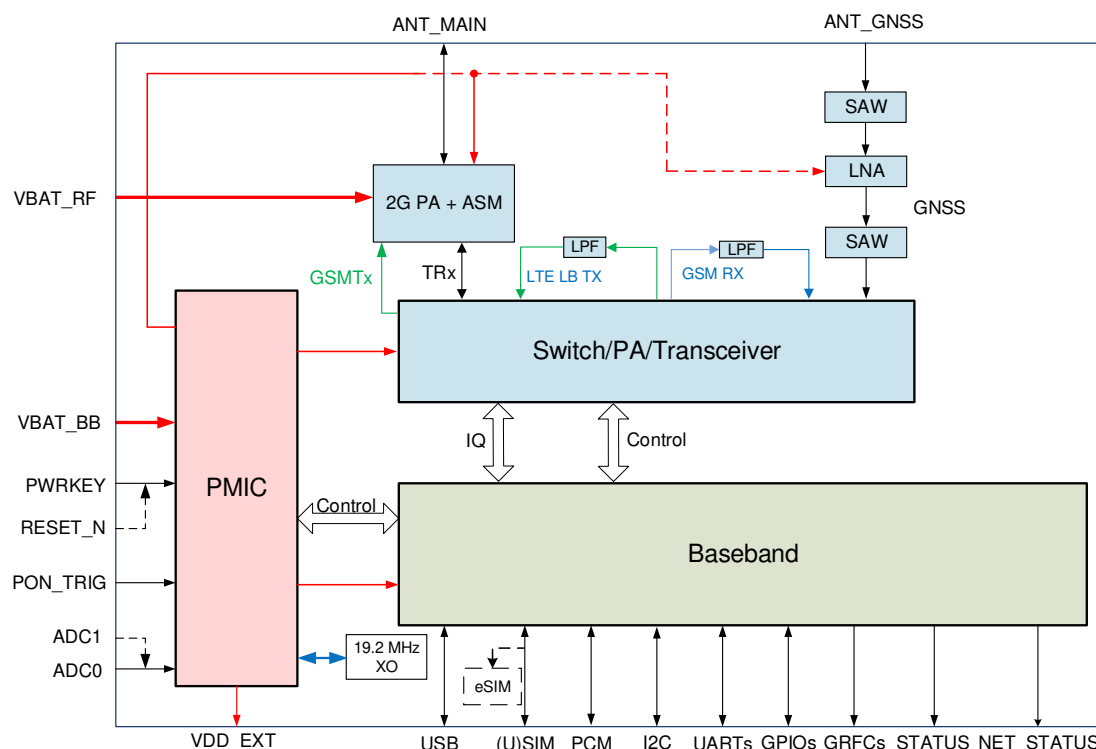 ANT_MAIN
ANT_GNSS
SAW
LNA
VBAT_RF
2G PA + ASM
GNSS
SAW
LPF
LPF
GSMTx
TRx
LTE LB TX
GSM RX
Switch/PA/Transceiver
VBAT_BB
IQ
Control
PWRKEY
PMIC
Control
RESET_N
Baseband
PON_TRIG
ADC1
19.2 MHz
XO
ADC0
eSIM
VDD_EXT
USB
(U)SIM
PCM
I2C
UARTs
GPIOs
GRFCs
STATUS
NET_STATUS